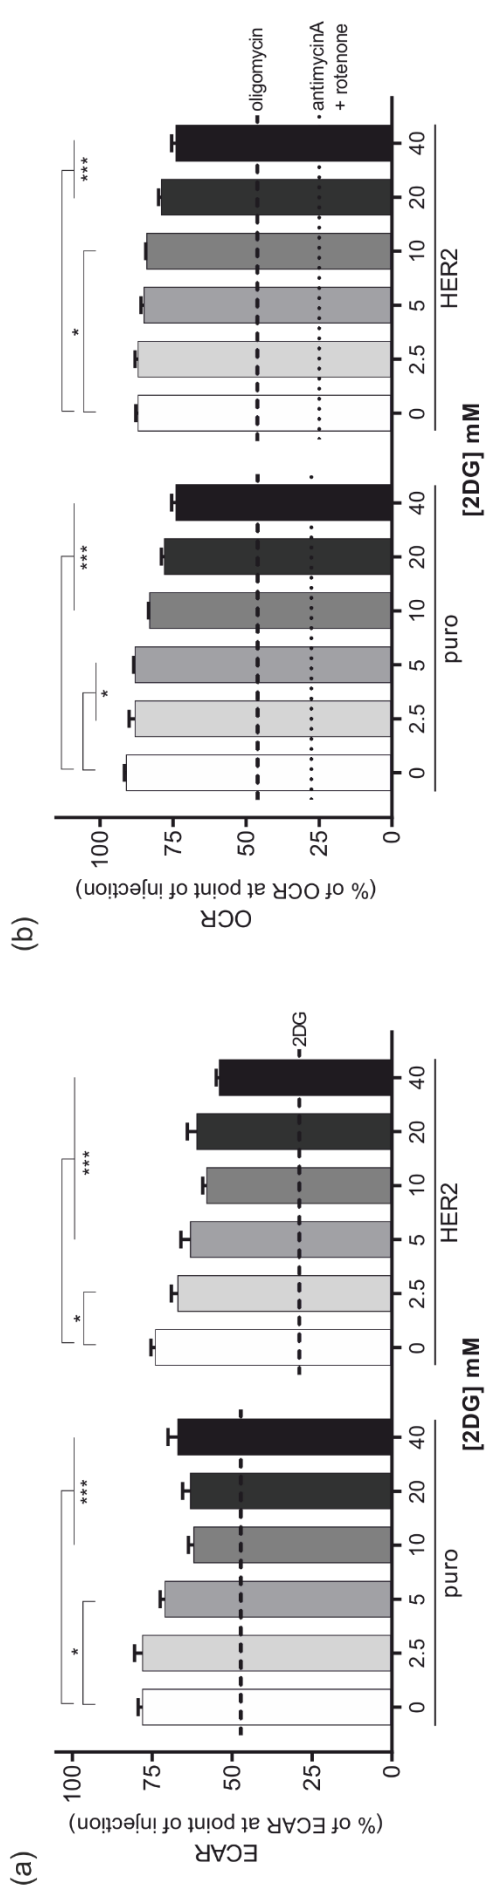 (a)
ECAR
(% of ECAR at point of injection)
100
75
50
25
0
* *** * ***
2DG
0 2.5 5 10 20 40 0 2.5 5 10 20 40
puro HER2
[2DG] mM
(b)
OCR
(% of OCR at point of injection)
100
75
50
25
0
* *** * ***
oligomycin
antimycinA
+ rotenone
0 2.5 5 10 20 40 0 2.5 5 10 20 40
puro HER2
[2DG] mM